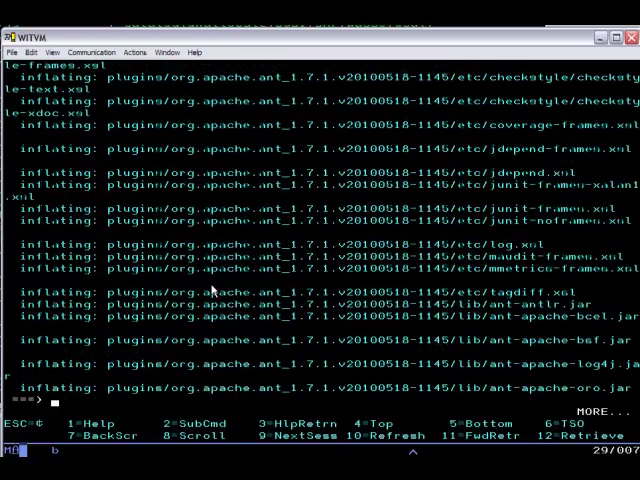 WITVM
File Edit View Communication Actions Window Help
le-frames.xsl
inflating: plugins/org.apache.ant_1.7.1.v20100518-1145/etc/checkstyle/checksty
le-text.xsl
inflating: plugins/org.apache.ant_1.7.1.v20100518-1145/etc/checkstyle/checksty
le-xdoc.xsl
inflating: plugins/org.apache.ant_1.7.1.v20100518-1145/etc/coverage-frames.xsl
inflating: plugins/org.apache.ant_1.7.1.v20100518-1145/etc/jdepend-frames.xsl
inflating: plugins/org.apache.ant_1.7.1.v20100518-1145/etc/jdepend.xsl
inflating: plugins/org.apache.ant_1.7.1.v20100518-1145/etc/junit-frames-xalan1
.xsl
inflating: plugins/org.apache.ant_1.7.1.v20100518-1145/etc/junit-frames.xsl
inflating: plugins/org.apache.ant_1.7.1.v20100518-1145/etc/junit-noframes.xsl
inflating: plugins/org.apache.ant_1.7.1.v20100518-1145/etc/log.xsl
inflating: plugins/org.apache.ant_1.7.1.v20100518-1145/etc/maudit-frames.xsl
inflating: plugins/org.apache.ant_1.7.1.v20100518-1145/etc/mmetrics-frames.xsl
inflating: plugins/org.apache.ant_1.7.1.v20100518-1145/etc/tagdiff.xsl
inflating: plugins/org.apache.ant_1.7.1.v20100518-1145/lib/ant-antlr.jar
inflating: plugins/org.apache.ant_1.7.1.v20100518-1145/lib/ant-apache-bcel.jar
inflating: plugins/org.apache.ant_1.7.1.v20100518-1145/lib/ant-apache-bsf.jar
inflating: plugins/org.apache.ant_1.7.1.v20100518-1145/lib/ant-apache-log4j.ja
r
inflating: plugins/org.apache.ant_1.7.1.v20100518-1145/lib/ant-apache-oro.jar
===>
MORE...
ESC=¢ 1=Help 2=SubCmd 3=HlpRetrn 4=Top 5=Bottom 6=TSO
7=BackScr 8=Scroll 9=NextSess 10=Refresh 11=FwdRetr 12=Retrieve
MA b 29/007